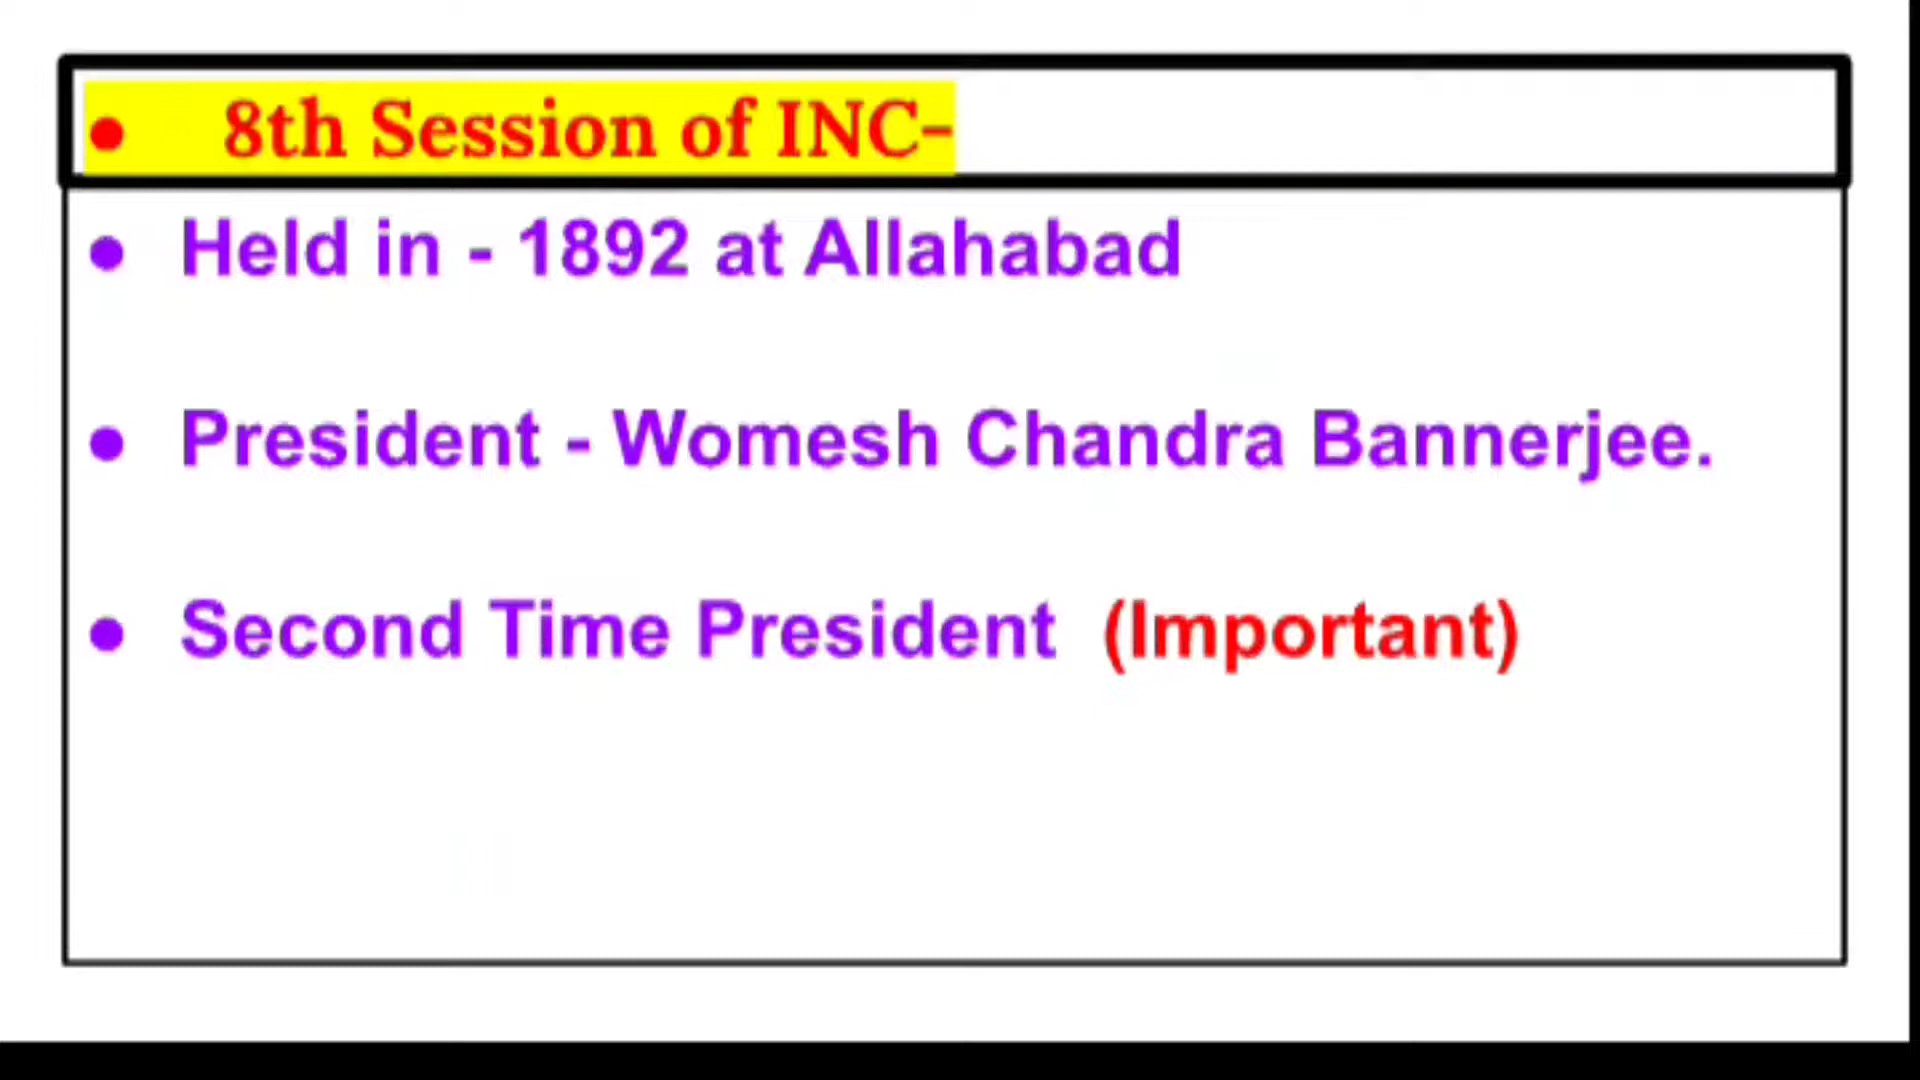 • 8th Session of INC-
• Held in - 1892 at Allahabad
• President - Womesh Chandra Bannerjee.
• Second Time President (Important)